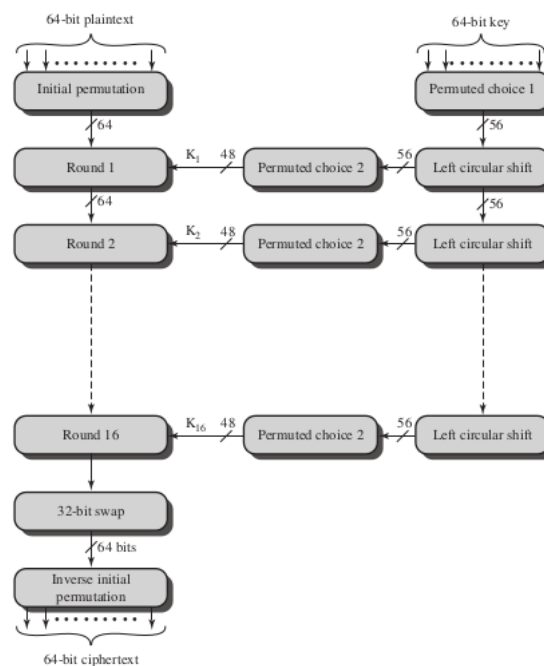 64-bit plaintext
64-bit key
Initial permutation
Permuted choice 1
64
56
Round 1
K1
48
Permuted choice 2
56
Left circular shift
64
56
Round 2
K2
48
Permuted choice 2
56
Left circular shift
Round 16
K16
48
Permuted choice 2
56
Left circular shift
32-bit swap
64 bits
Inverse initial
permutation
64-bit ciphertext